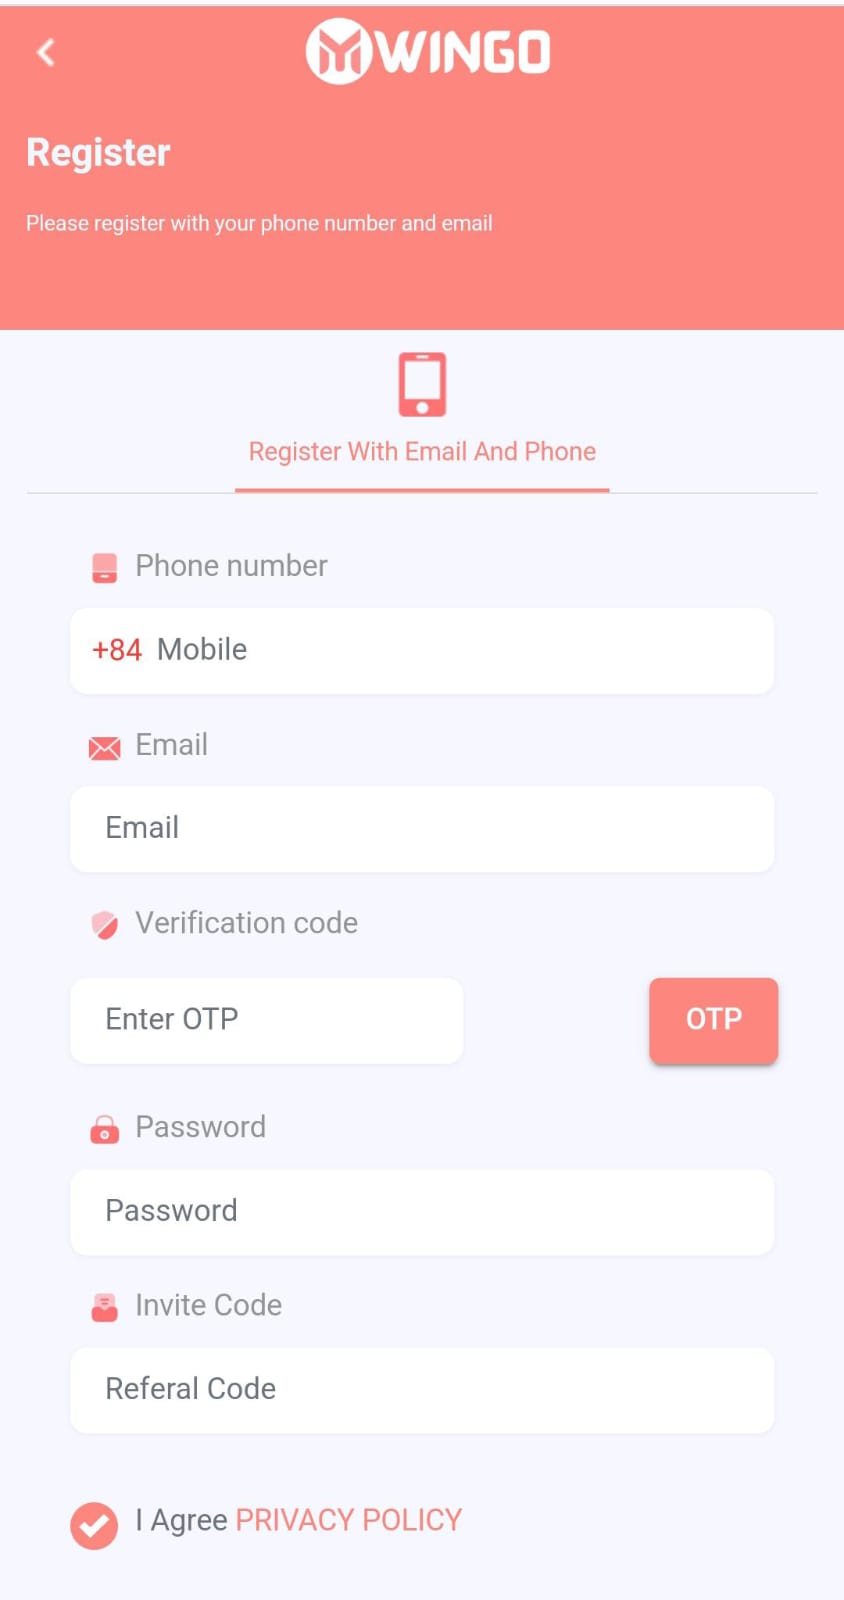 WINGO
Register
Please register with your phone number and email
Register With Email And Phone
Phone number
+84 Mobile
Email
Email
Verification code
Enter OTP OTP
Password
Password
Invite Code
Referal Code
I Agree PRIVACY POLICY